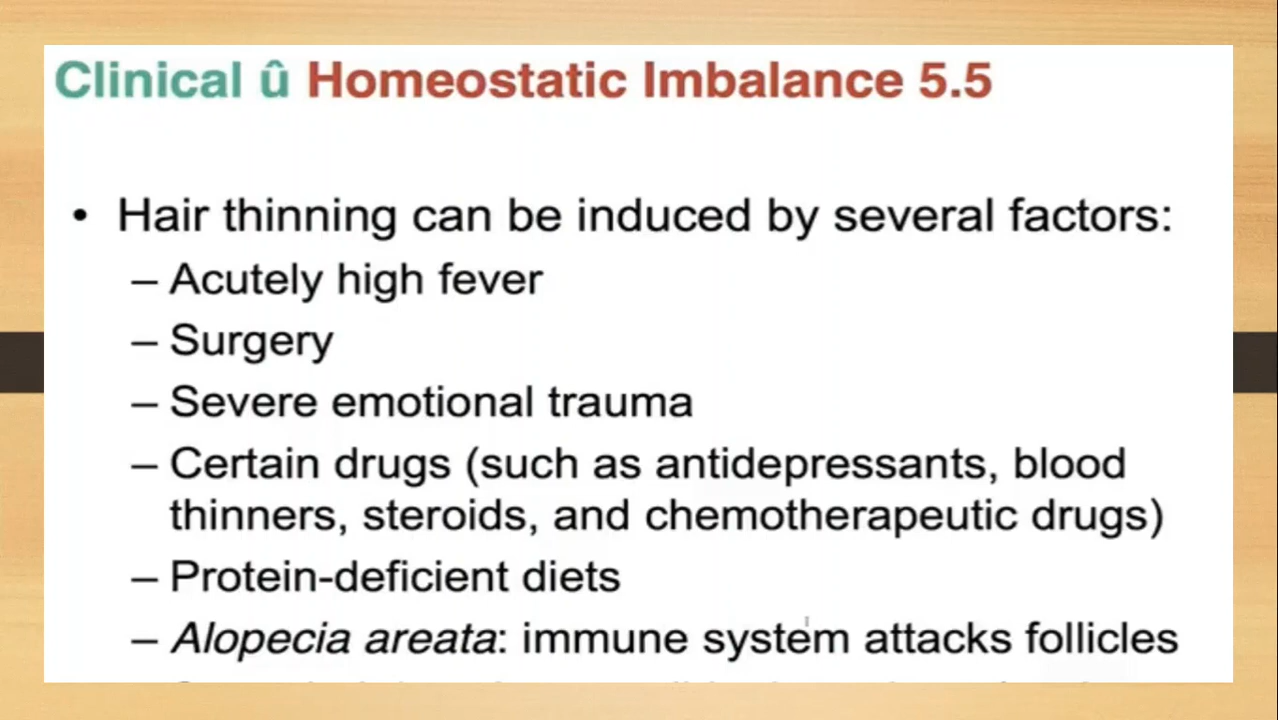 Clinical û Homeostatic Imbalance 5.5
• Hair thinning can be induced by several factors:
– Acutely high fever
– Surgery
– Severe emotional trauma
– Certain drugs (such as antidepressants, blood
thinners, steroids, and chemotherapeutic drugs)
– Protein-deficient diets
– Alopecia areata: immune system attacks follicles